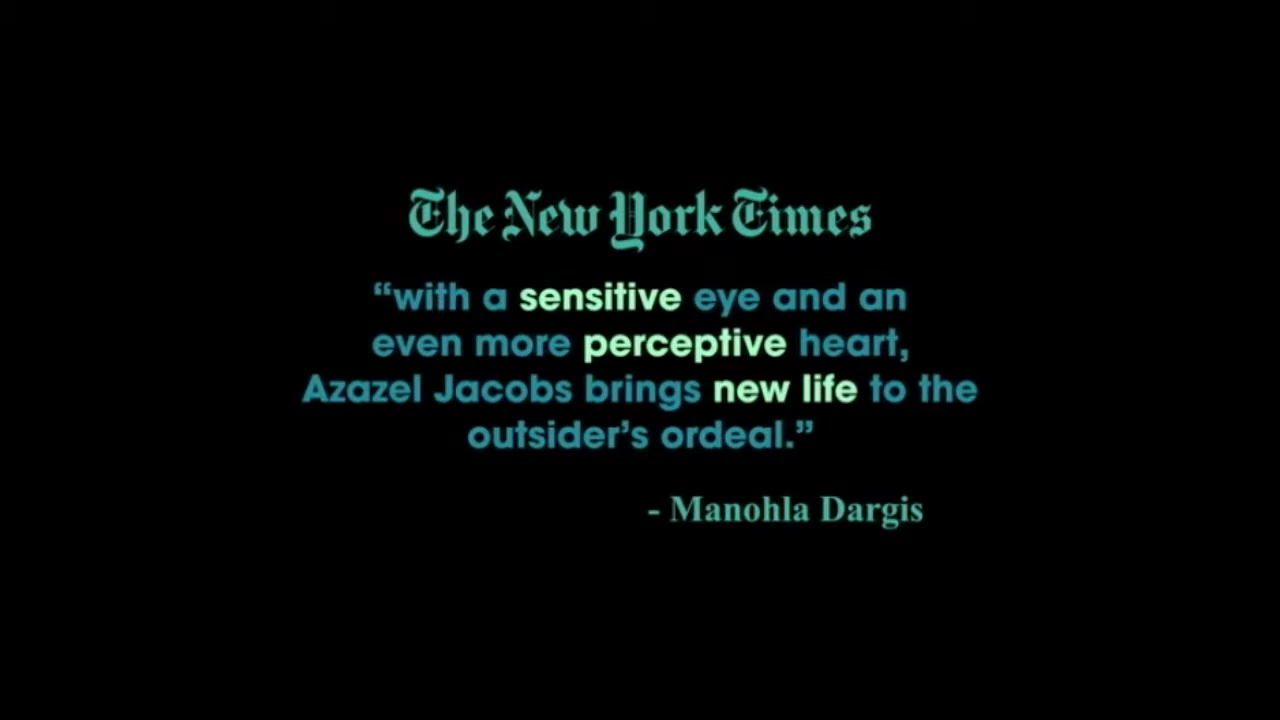 The New York Times
“with a sensitive eye and an
even more perceptive heart,
Azazel Jacobs brings new life to the
outsider’s ordeal.”
- Manohla Dargis